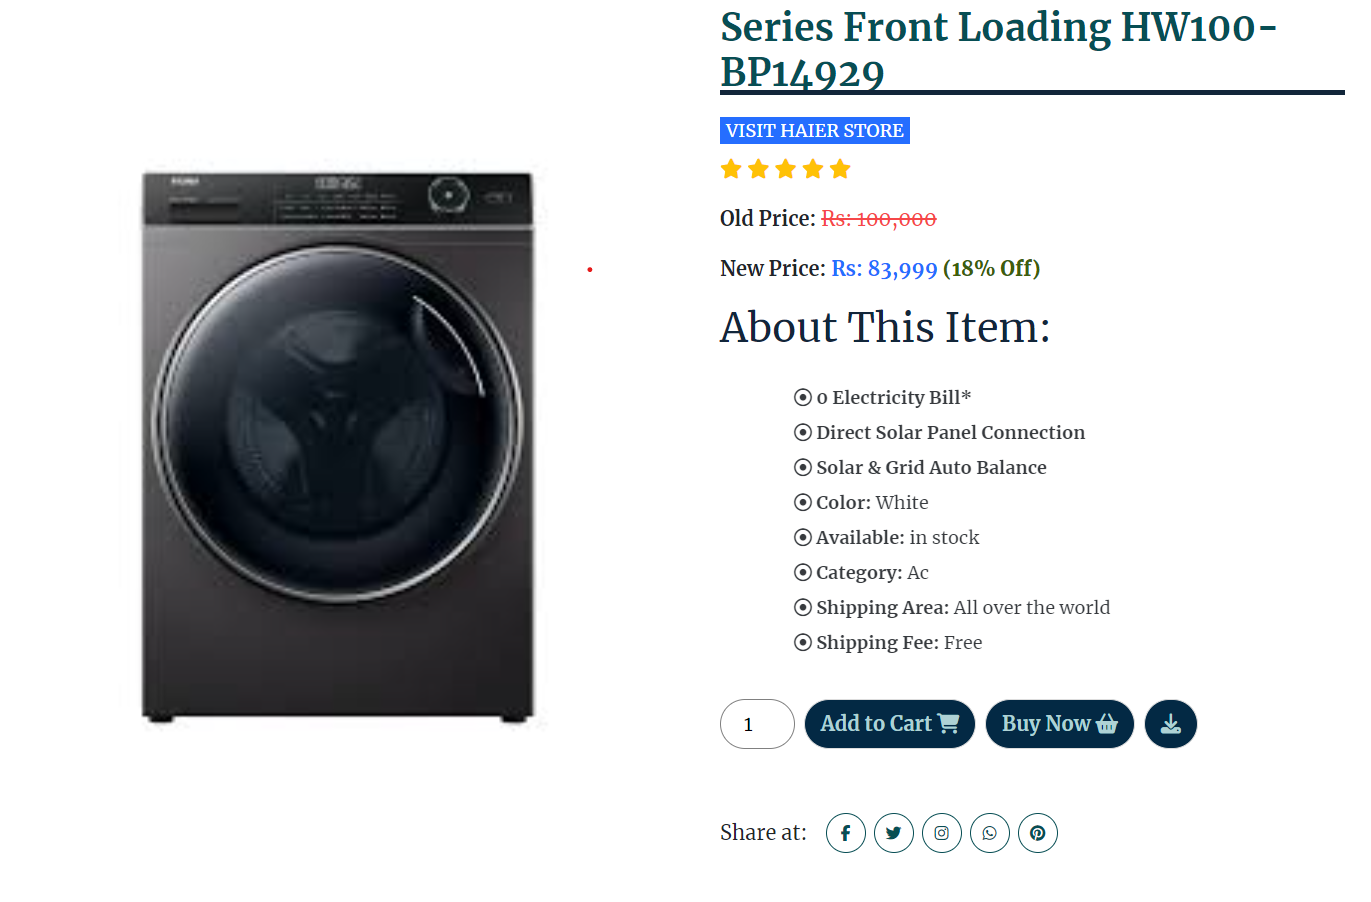 Series Front Loading HW100-
BP14929
VISIT HAIER STORE
Old Price: Rs: 100,000
New Price: Rs: 83,999 (18% Off)
About This Item:
0 Electricity Bill*
Direct Solar Panel Connection
Solar & Grid Auto Balance
Color: White
Available: in stock
Category: Ac
Shipping Area: All over the world
Shipping Fee: Free
1
Add to Cart
Buy Now
Share at: